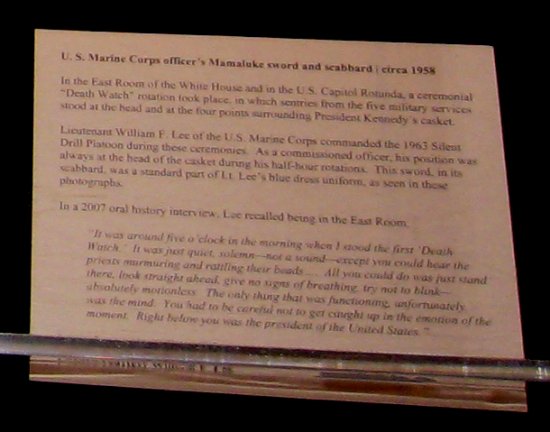 U. S. Marine Corps officer's Mamaluke sword and scabbard | circa 1958
In the East Room of the White House and in the U.S. Capitol Rotunda, a ceremonial
"Death Watch" rotation took place, in which sentries from the five military services
stood at the head and at the four points surrounding President Kennedy's casket.
Lieutenant William F. Lee of the U.S. Marine Corps commanded the 1963 Silent
Drill Platoon during these ceremonies. As a commissioned officer, his position was
always at the head of the casket during his half-hour rotations. This sword, in its
scabbard, was a standard part of Lt. Lee's blue dress uniform, as seen in these
photographs.
In a 2007 oral history interview, Lee recalled being in the East Room,
"It was around five o'clock in the morning when I stood the first 'Death
Watch.' It was just quiet, solemn—not a sound—except you could hear the
priests murmuring and rattling their beads .... All you could do was just stand
there, look straight ahead, give no signs of breathing, try not to blink—
absolutely motionless. The only thing that was functioning, unfortunately,
was the mind. You had to be careful not to get caught up in the emotion of the
moment. Right below you was the president of the United States."